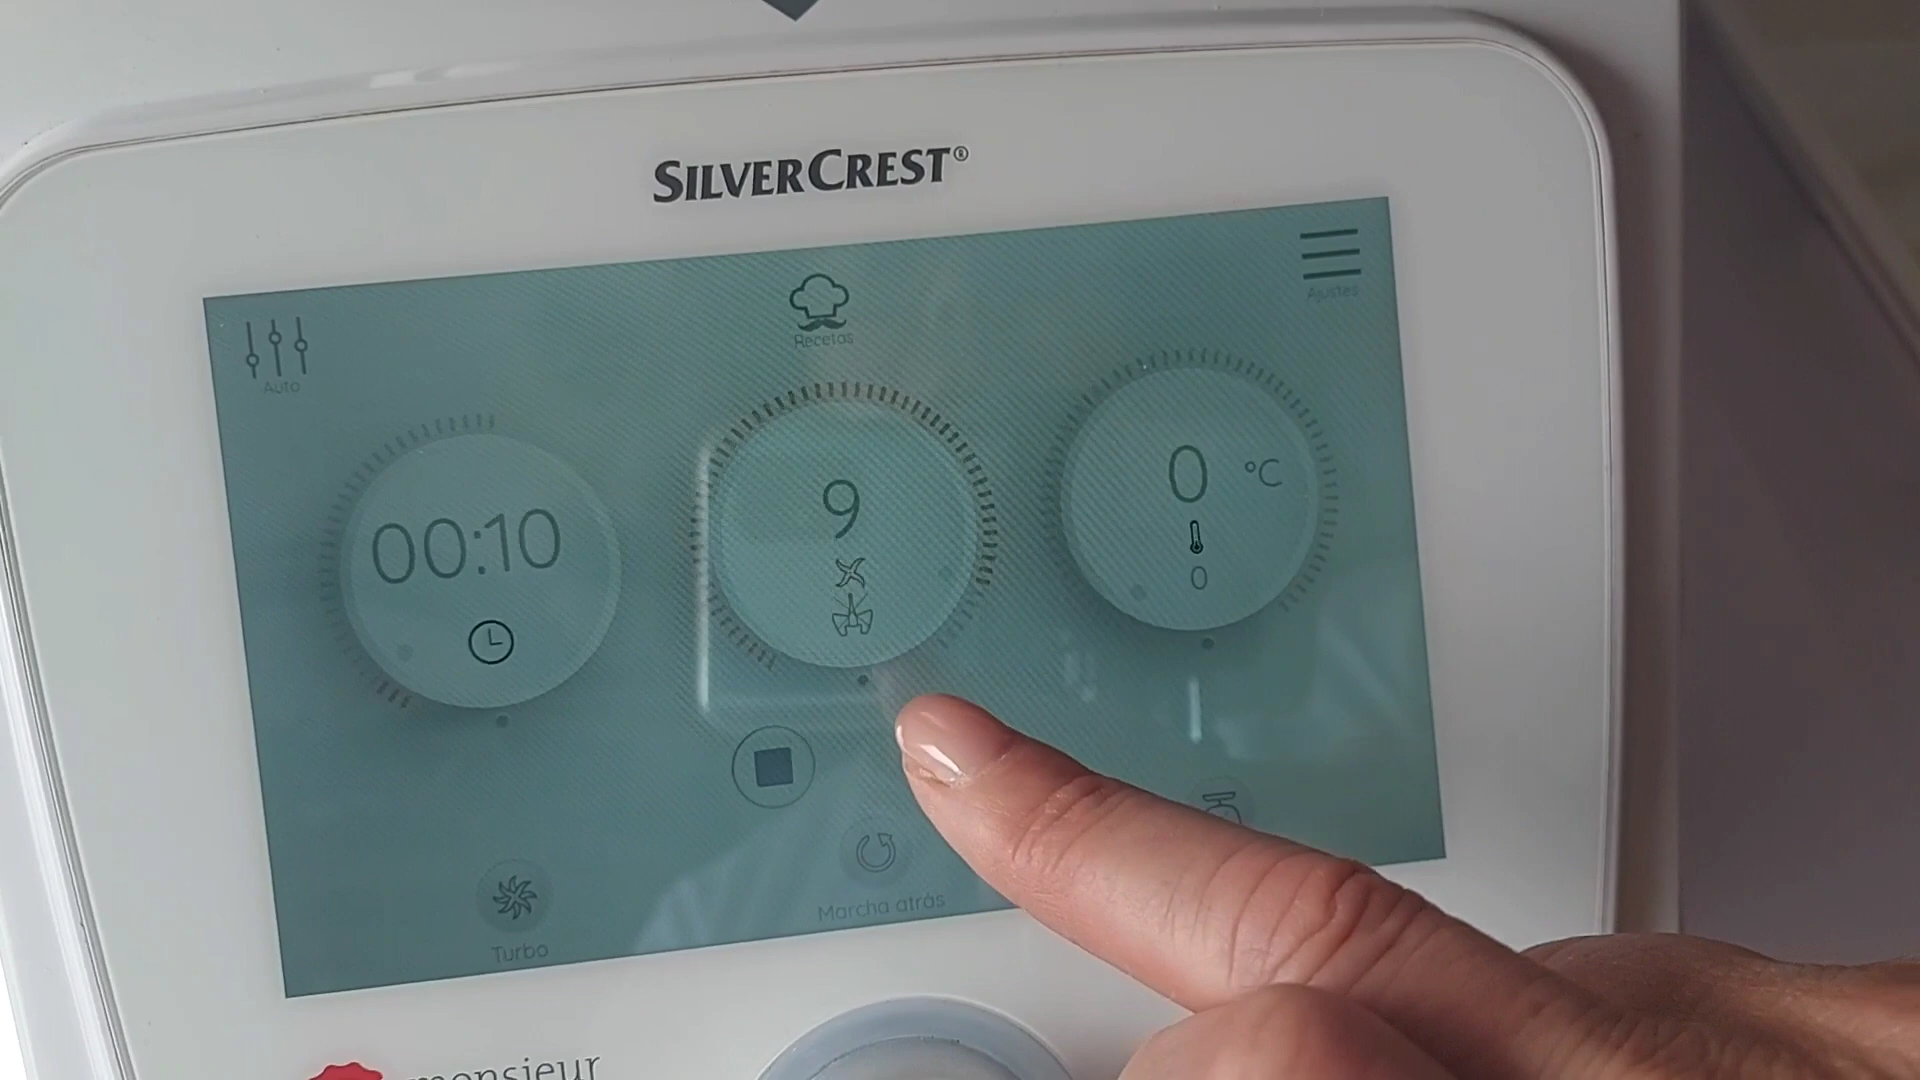 SILVERCREST®
Recetas
Ajustes
Auto
00:10
9
0 °C
0
Marcha atrás
Turbo
monsieur